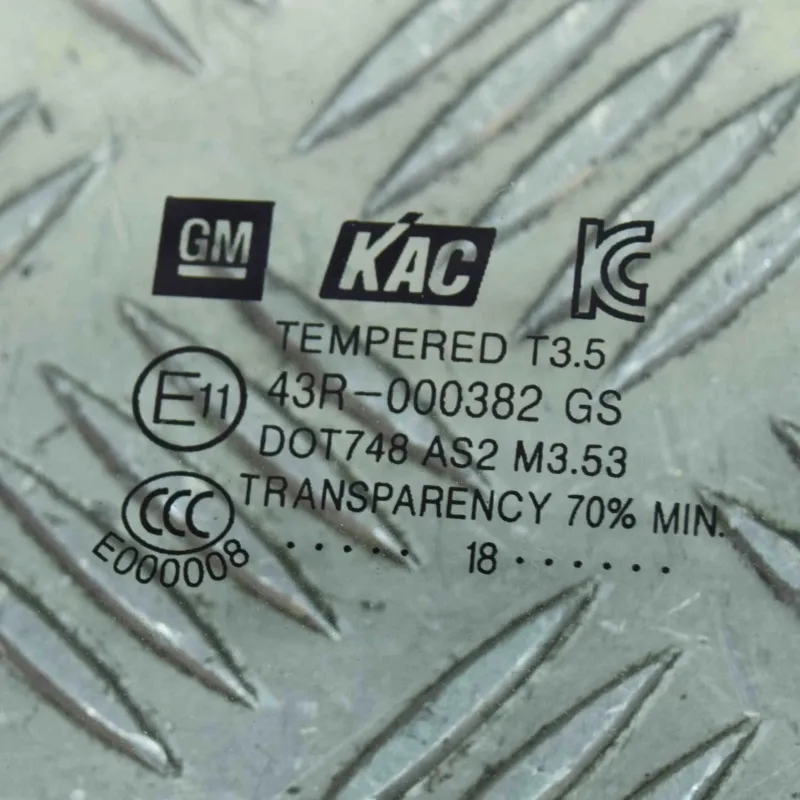 GM KAC KC
TEMPERED T3.5
E11 43R-000382 GS
DOT748 AS2 M3.53
CCC TRANSPARENCY 70% MIN.
E000008 ..... 18 ......